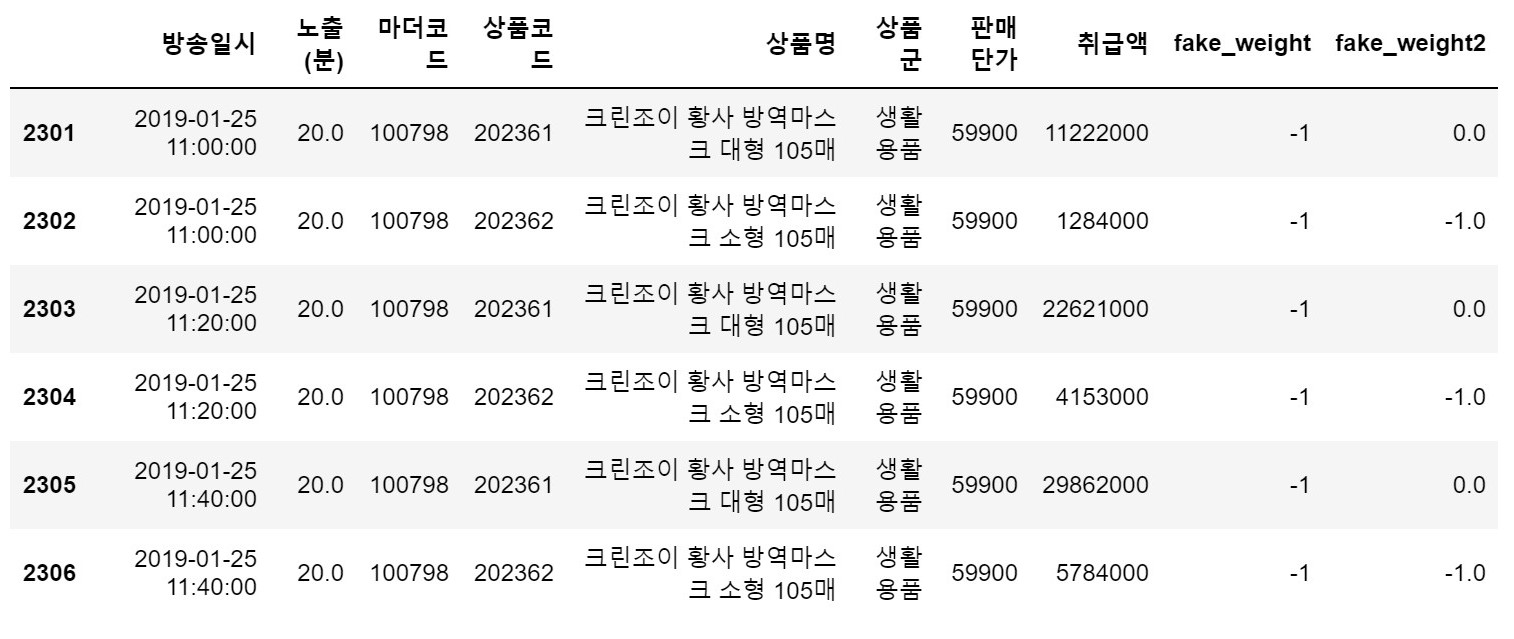 방송일시 노출(분) 마더코드 상품코드 상품명 상품군 판매단가 취급액 fake_weight fake_weight2
2301 2019-01-25 11:00:00 20.0 100798 202361 크린조이 황사 방역마스크 대형 105매 생활용품 59900 11222000 -1 0.0
2302 2019-01-25 11:00:00 20.0 100798 202362 크린조이 황사 방역마스크 소형 105매 생활용품 59900 1284000 -1 -1.0
2303 2019-01-25 11:20:00 20.0 100798 202361 크린조이 황사 방역마스크 대형 105매 생활용품 59900 22621000 -1 0.0
2304 2019-01-25 11:20:00 20.0 100798 202362 크린조이 황사 방역마스크 소형 105매 생활용품 59900 4153000 -1 -1.0
2305 2019-01-25 11:40:00 20.0 100798 202361 크린조이 황사 방역마스크 대형 105매 생활용품 59900 29862000 -1 0.0
2306 2019-01-25 11:40:00 20.0 100798 202362 크린조이 황사 방역마스크 소형 105매 생활용품 59900 5784000 -1 -1.0